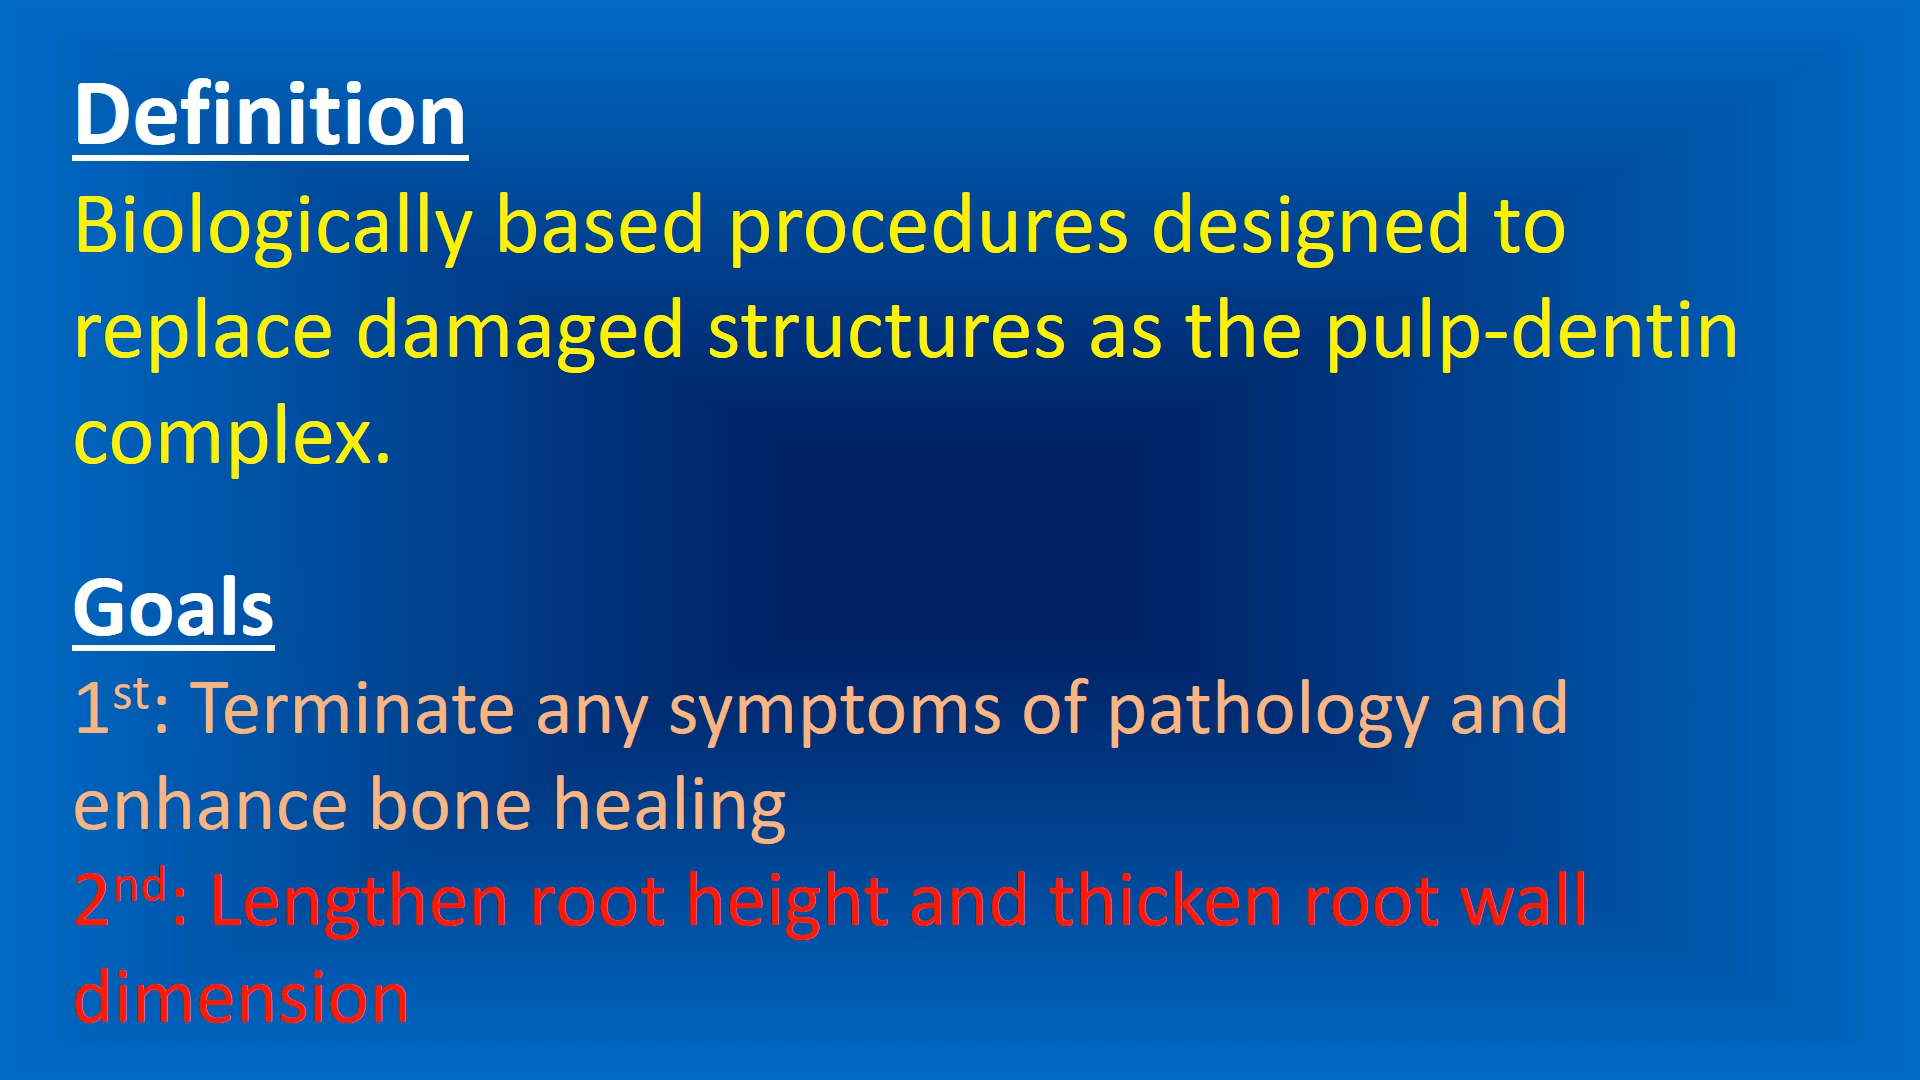 Definition
Biologically based procedures designed to
replace damaged structures as the pulp-dentin
complex.
Goals
1st: Terminate any symptoms of pathology and
enhance bone healing
2nd: Lengthen root height and thicken root wall
dimension